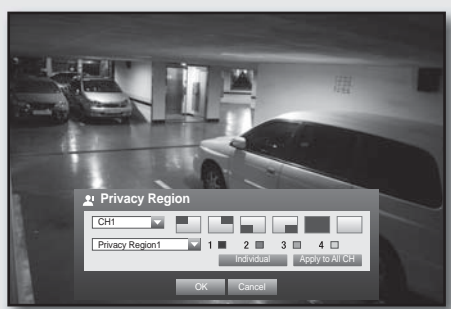 Privacy Region
CH1
Privacy Region1 1 2 3 4
Individual Apply to All CH
OK Cancel